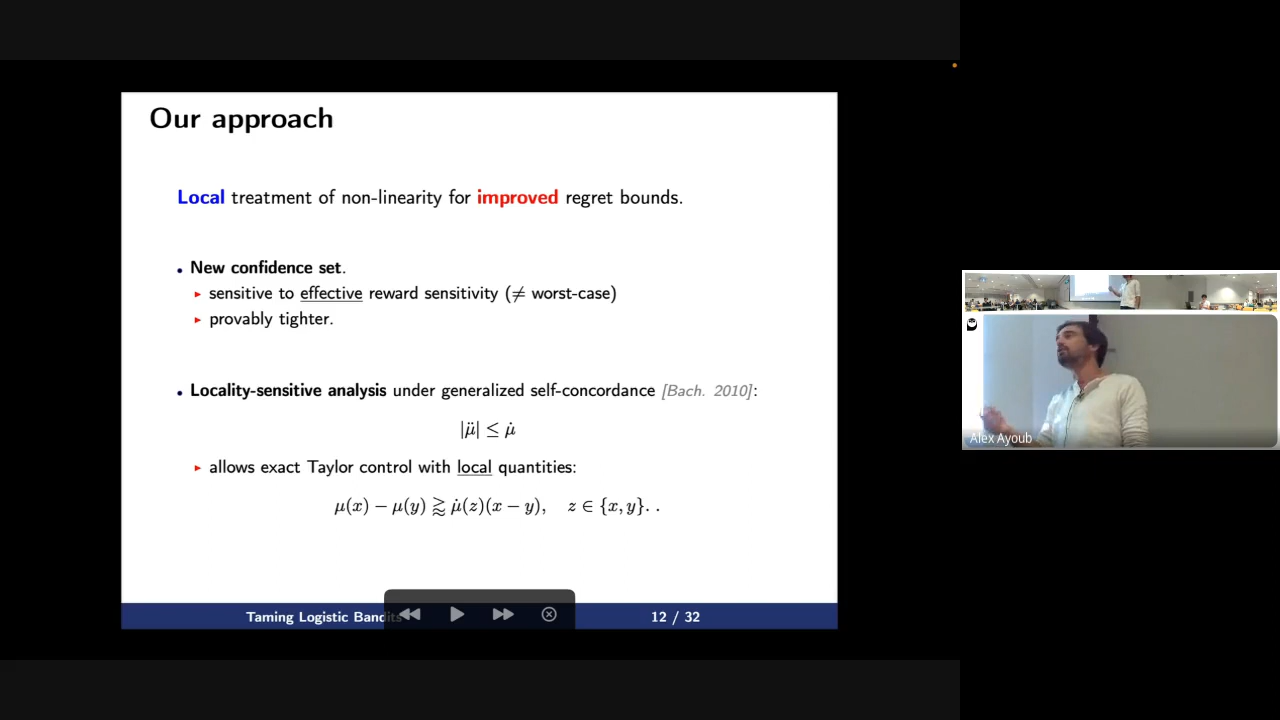 Our approach
Local treatment of non-linearity for improved regret bounds.
• New confidence set.
▸ sensitive to effective reward sensitivity (≠ worst-case)
▸ provably tighter.
• Locality-sensitive analysis under generalized self-concordance [Bach. 2010]:
|μ̈| ≤ μ̇
▸ allows exact Taylor control with local quantities:
μ(x) − μ(y) ⪌ μ̇(z)(x − y), z ∈ {x, y}. .
Alex Ayoub
Taming Logistic Bandits 12 / 32